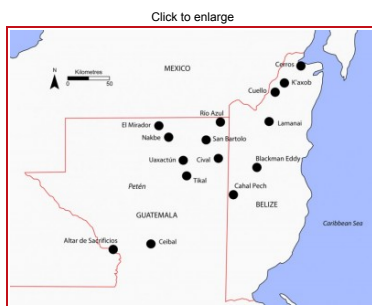 Click to enlarge
Kilometres
0 50
N
MEXICO
Cerros
K'axob
Cuello
Rio Azul
Lamanai
El Mirador
Nakbe
San Bartolo
Uaxactún
Cival
Blackman Eddy
Tikal
Petén
Cahal Pech
BELIZE
GUATEMALA
Caribbean Sea
Altar de Sacrificios
Ceibal